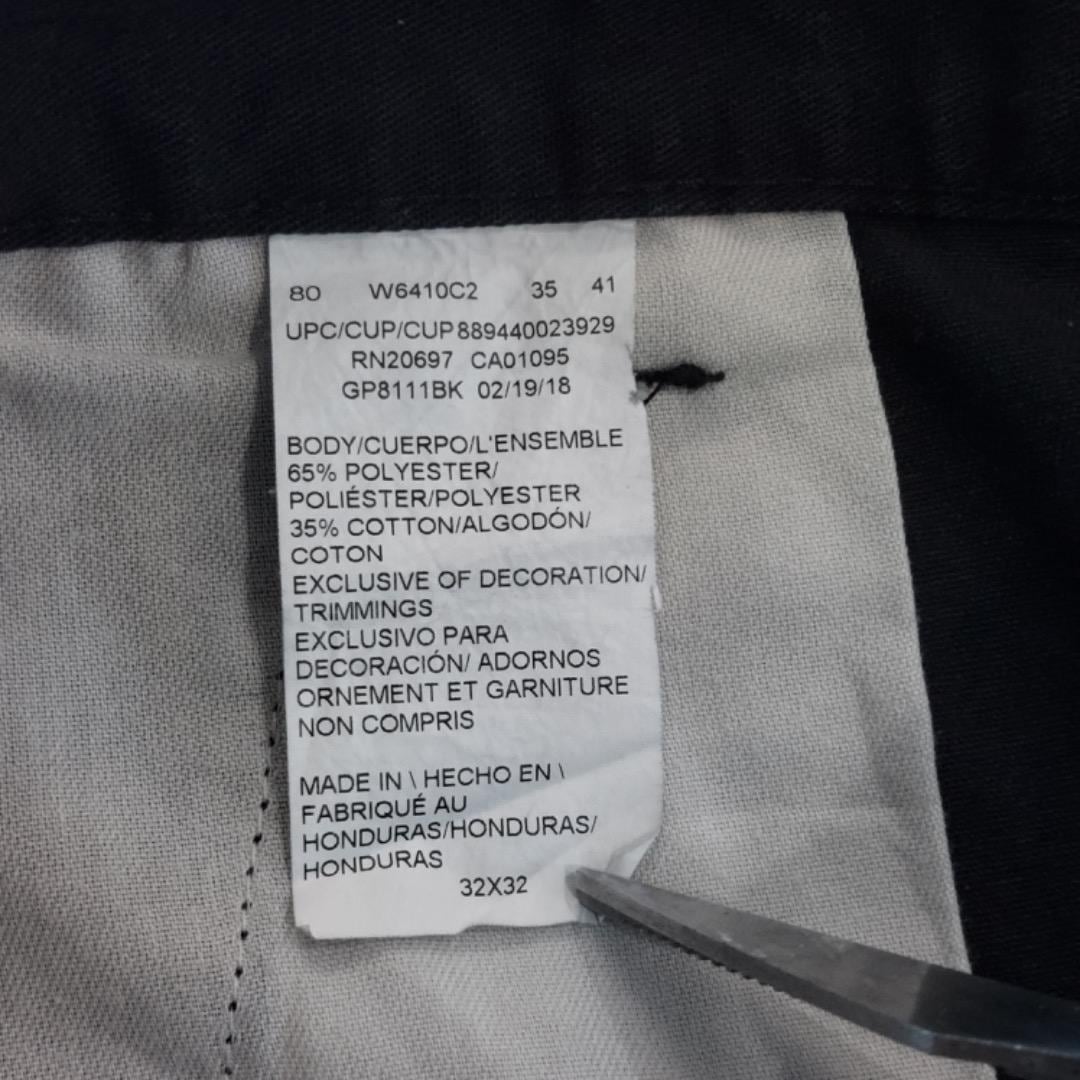 80 W6410C2 35 41
UPC/CUP/CUP 889440023929
RN20697 CA01095
GP8111BK 02/19/18
BODY/CUERPO/L'ENSEMBLE
65% POLYESTER/
POLIÉSTER/POLYESTER
35% COTTON/ALGODÓN/
COTON
EXCLUSIVE OF DECORATION/
TRIMMINGS
EXCLUSIVO PARA
DECORACIÓN/ ADORNOS
ORNEMENT ET GARNITURE
NON COMPRIS
MADE IN \ HECHO EN \
FABRIQUÉ AU
HONDURAS/HONDURAS/
HONDURAS
32X32